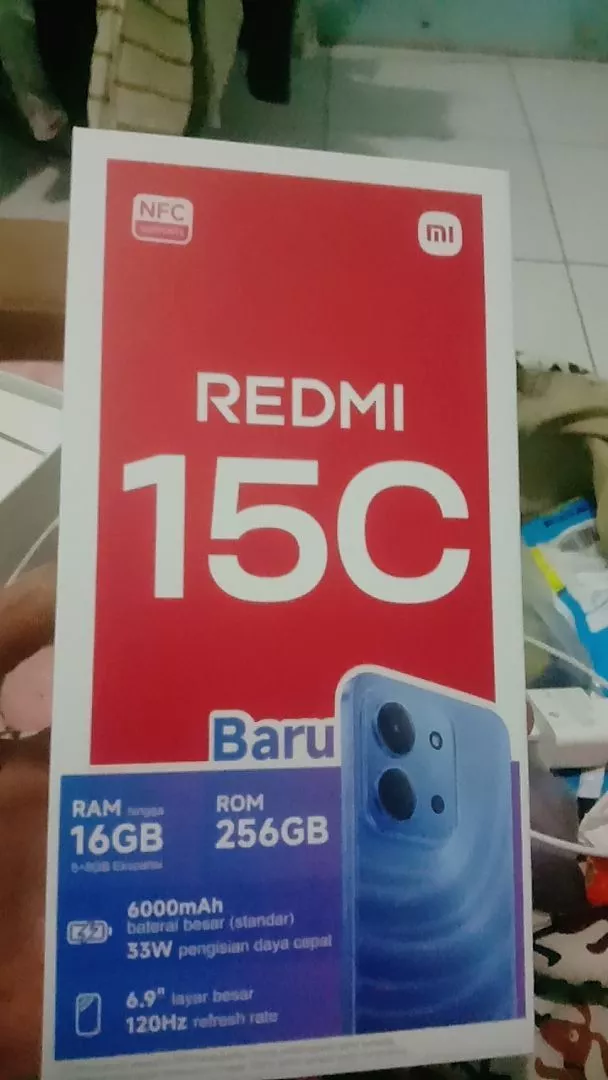 NFC
mi
REDMI
15C
Baru
RAM hingga
16GB
ROM
256GB
6000mAh
baterai besar (standar)
33W pengisian daya cepat
6.9" layar besar
120Hz refresh rate